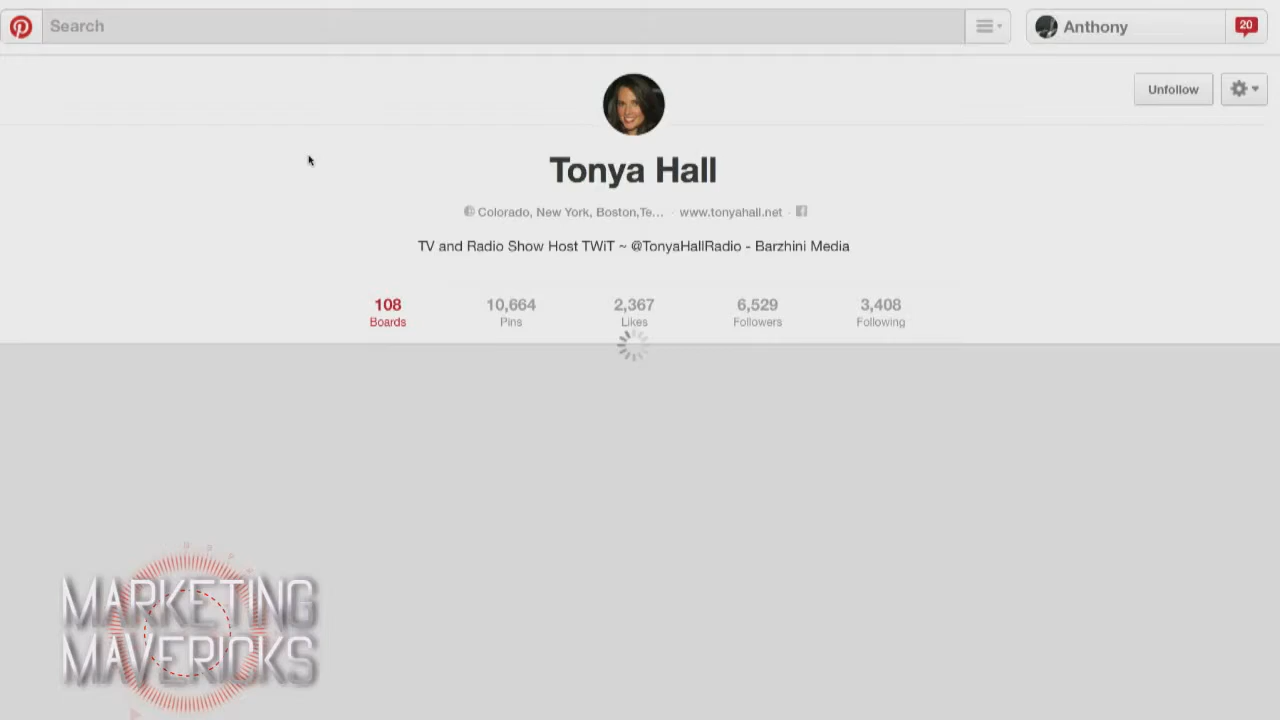 Search
Anthony
20
Unfollow
Tonya Hall
Colorado, New York, Boston,Te... · www.tonyahall.net ·
TV and Radio Show Host TWiT ~ @TonyaHallRadio - Barzhini Media
108 10,664 2,367 6,529 3,408
Boards Pins Likes Followers Following
MARKETING
MAVERICKS